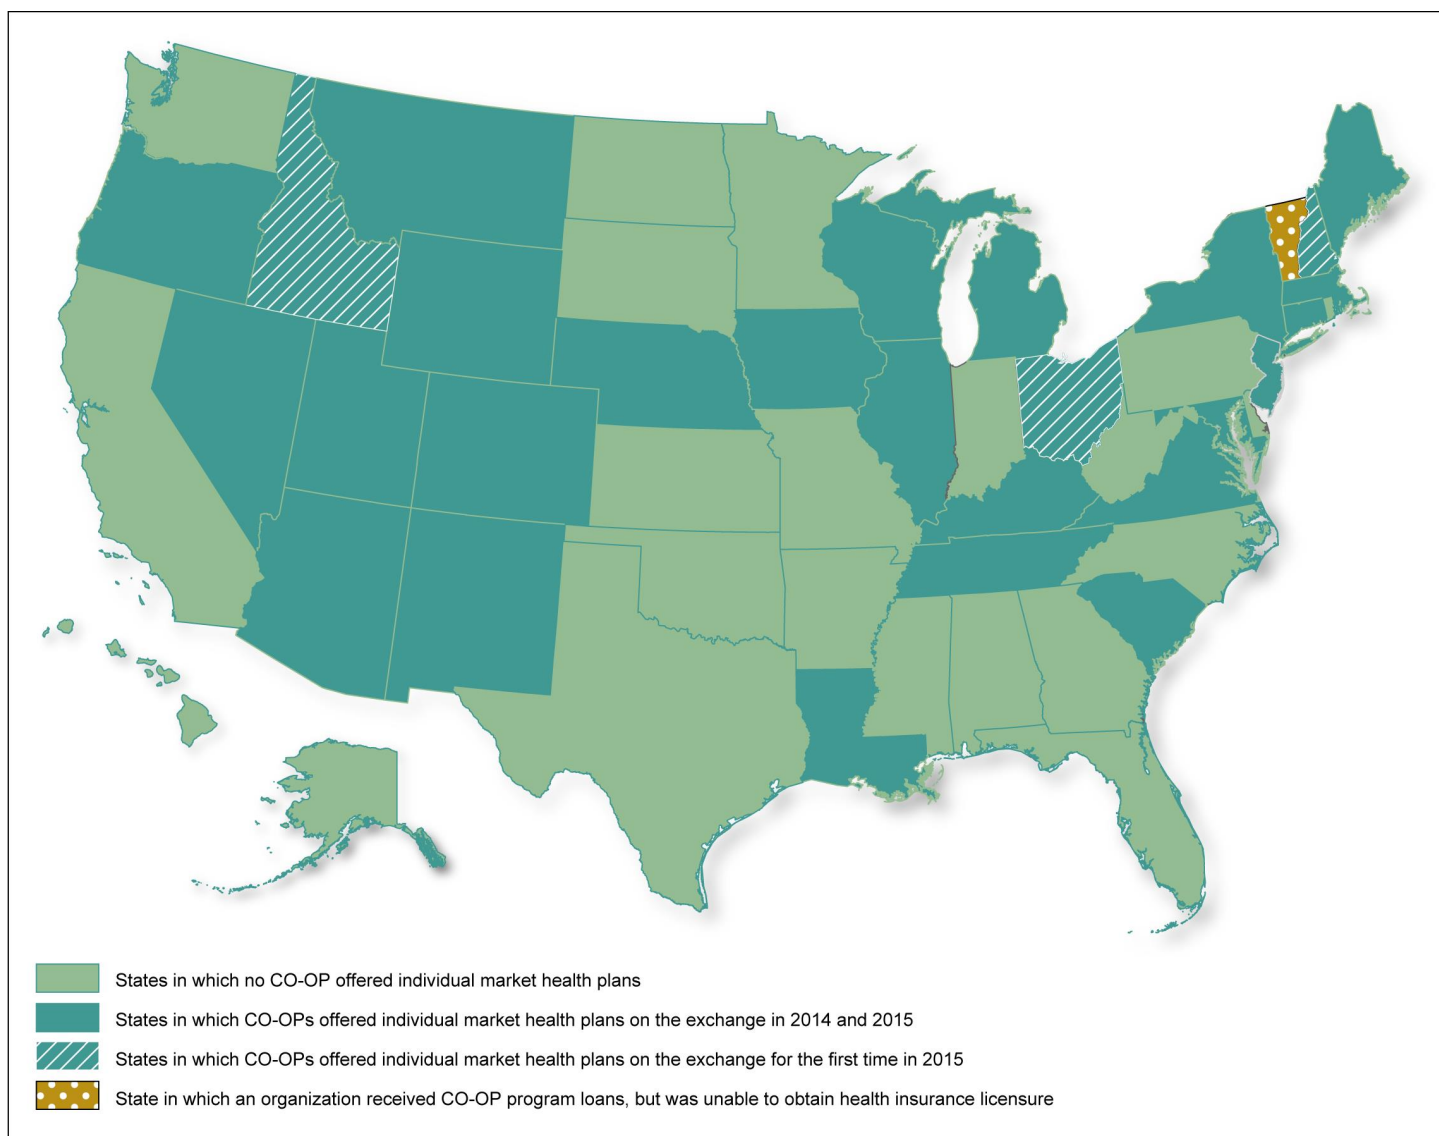 States in which no CO-OP offered individual market health plans
States in which CO-OPs offered individual market health plans on the exchange in 2014 and 2015
States in which CO-OPs offered individual market health plans on the exchange for the first time in 2015
State in which an organization received CO-OP program loans, but was unable to obtain health insurance licensure